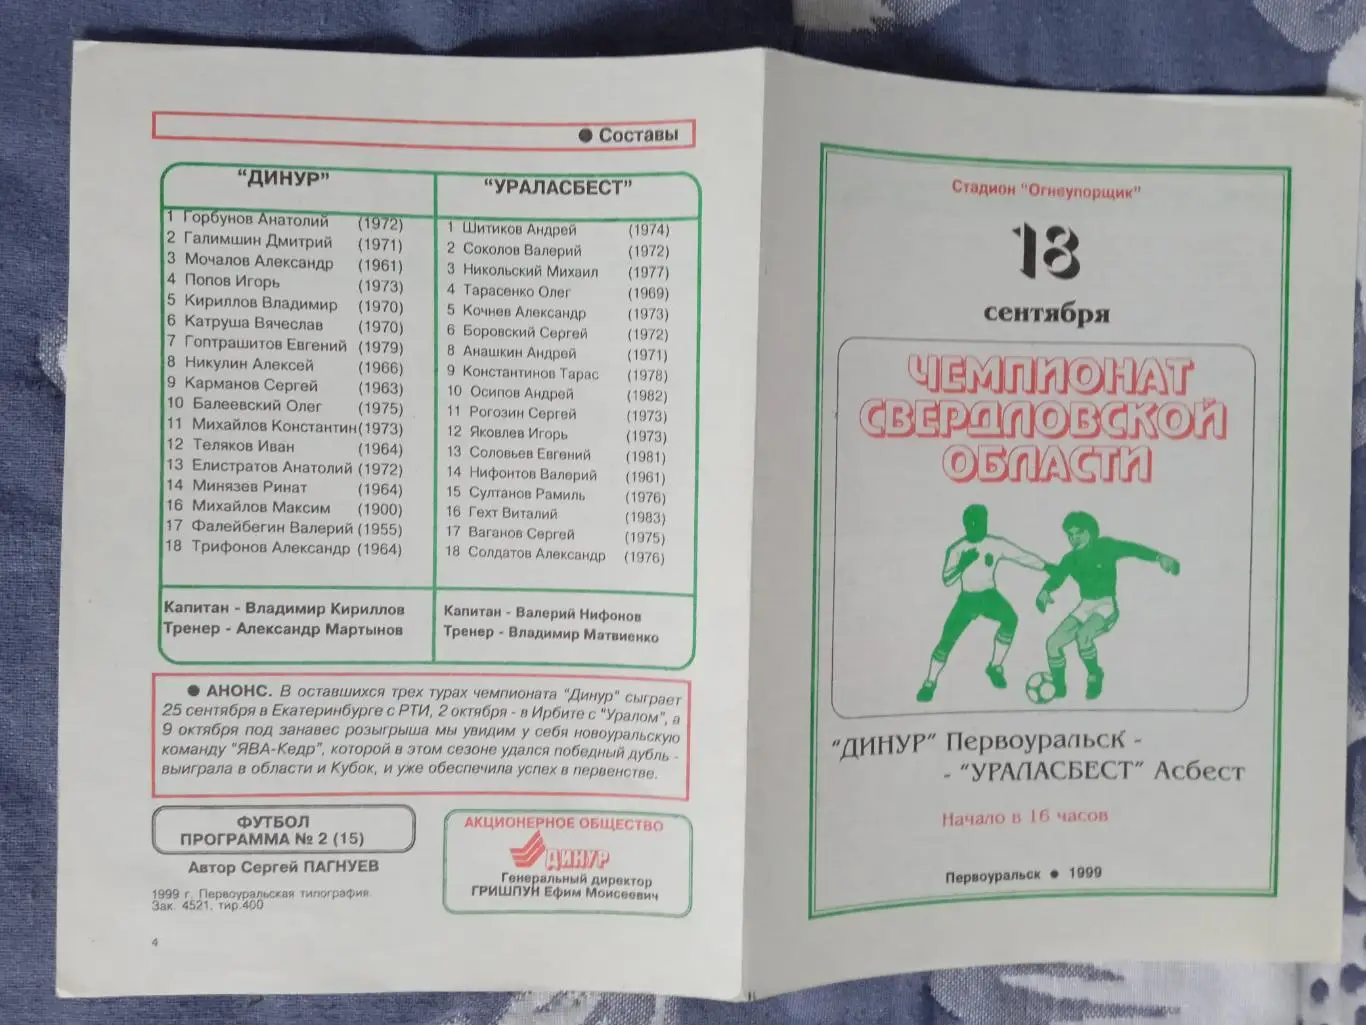 ● Составы
"ДИНУР"
1 Горбунов Анатолий (1972)
2 Галимшин Дмитрий (1971)
3 Мочалов Александр (1961)
4 Попов Игорь (1973)
5 Кириллов Владимир (1970)
6 Катруша Вячеслав (1970)
7 Гоптрашитов Евгений (1979)
8 Никулин Алексей (1966)
9 Карманов Сергей (1963)
10 Балеевский Олег (1975)
11 Михайлов Константин (1973)
12 Теляков Иван (1964)
13 Елистратов Анатолий (1972)
14 Минязев Ринат (1964)
16 Михайлов Максим (1900)
17 Фалейбегин Валерий (1955)
18 Трифонов Александр (1964)
Капитан - Владимир Кириллов
Тренер - Александр Мартынов
"УРАЛАСБЕСТ"
1 Шитиков Андрей (1974)
2 Соколов Валерий (1972)
3 Никольский Михаил (1977)
4 Тарасенко Олег (1969)
5 Кочнев Александр (1973)
6 Боровский Сергей (1972)
8 Анашкин Андрей (1971)
9 Константинов Тарас (1978)
10 Осипов Андрей (1982)
11 Рогозин Сергей (1973)
12 Яковлев Игорь (1973)
13 Соловьев Евгений (1981)
14 Нифонтов Валерий (1961)
15 Султанов Рамиль (1976)
16 Гехт Виталий (1983)
17 Ваганов Сергей (1975)
18 Солдатов Александр (1976)
Капитан - Валерий Нифонов
Тренер - Владимир Матвиенко
● АНОНС. В оставшихся трех турах чемпионата "Динур" сыграет
25 сентября в Екатеринбурге с РТИ, 2 октября - в Ирбите с "Уралом", а
9 октября под занавес розыгрыша мы увидим у себя новоуральскую
команду "ЯВА-Кедр", которой в этом сезоне удался победный дубль -
выиграла в области и Кубок, и уже обеспечила успех в первенстве.
ФУТБОЛ
ПРОГРАММА № 2 (15)
Автор Сергей ПАГНУЕВ
1999 г. Первоуральская типография.
Зак. 4521, тир.400
4
АКЦИОНЕРНОЕ ОБЩЕСТВО
ДИНУР
Генеральный директор
ГРИШПУН Ефим Моисеевич
Стадион "Огнеупорщик"
18
сентября
ЧЕМПИОНАТ
СВЕРДЛОВСКОЙ
ОБЛАСТИ
"ДИНУР" Первоуральск -
- "УРАЛАСБЕСТ" Асбест
Начало в 16 часов
Первоуральск ● 1999